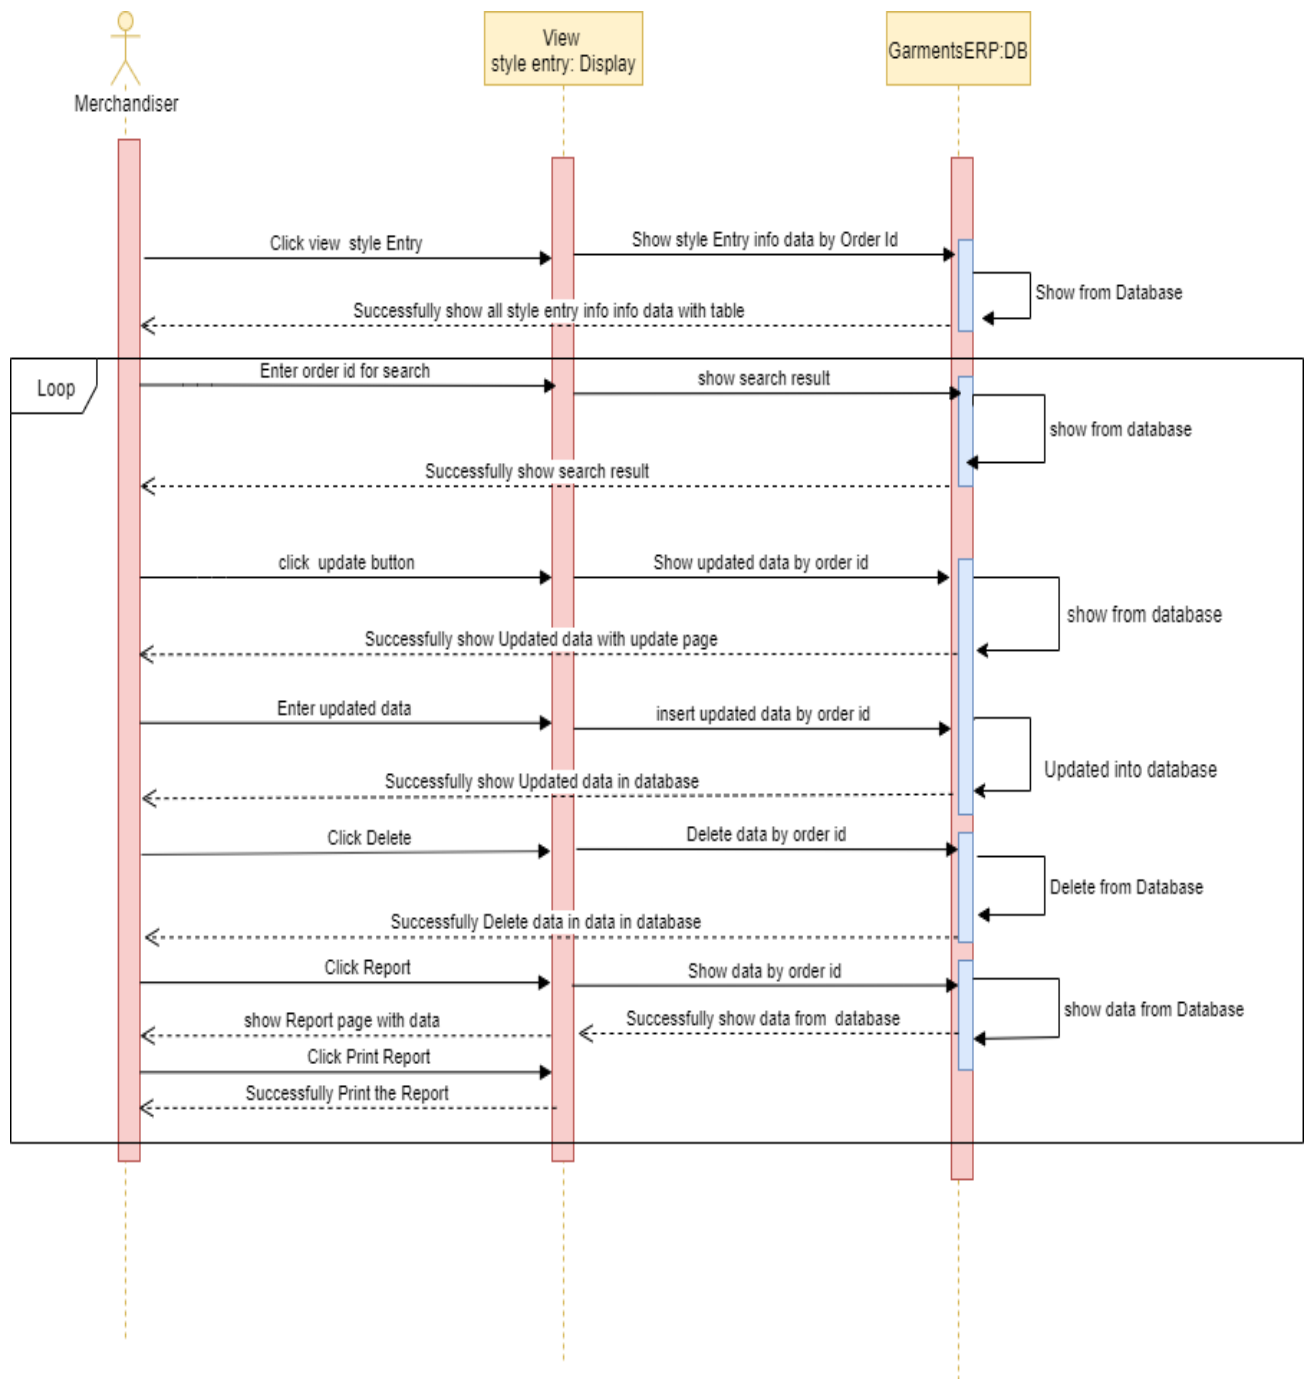 View
style entry: Display
GarmentsERP:DB
Merchandiser
Click view  style Entry
Show style Entry info data by Order Id
Show from Database
Successfully show all style entry info info data with table
Loop
Enter order id for search
show search result
show from database
Successfully show search result
click  update button
Show updated data by order id
show from database
Successfully show Updated data with update page
Enter updated data
insert updated data by order id
Updated into database
Successfully show Updated data in database
Click Delete
Delete data by order id
Delete from Database
Successfully Delete data in data in database
Click Report
Show data by order id
show data from Database
show Report page with data
Successfully show data from  database
Click Print Report
Successfully Print the Report